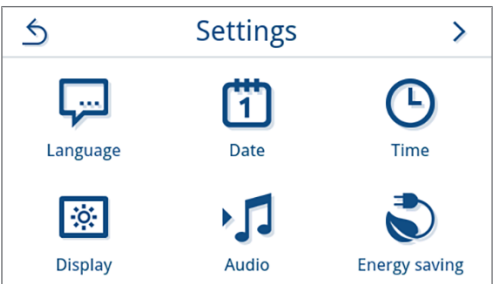 Settings
...
1
Language Date Time
Display Audio Energy saving